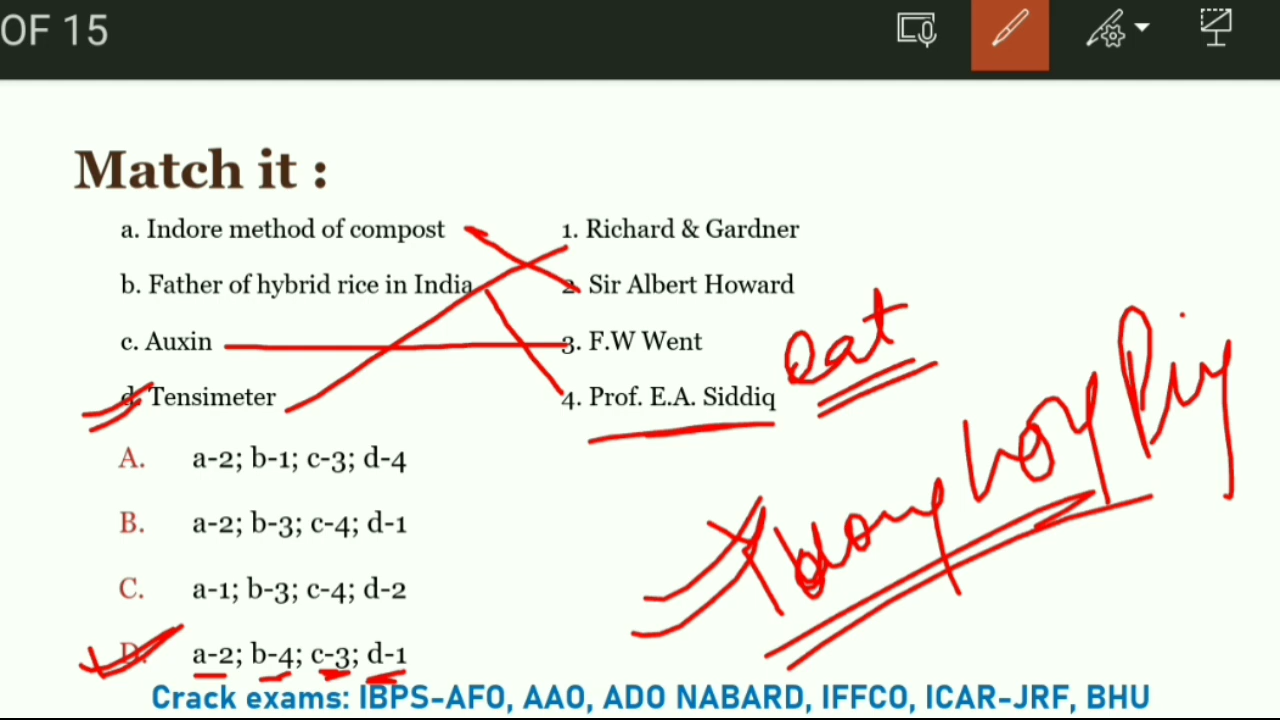 OF 15
Match it :
a. Indore method of compost 1. Richard & Gardner
b. Father of hybrid rice in India 2. Sir Albert Howard
c. Auxin 3. F.W Went
d. Tensimeter 4. Prof. E.A. Siddiq
eat
A. a-2; b-1; c-3; d-4
B. a-2; b-3; c-4; d-1
C. a-1; b-3; c-4; d-2
D. a-2; b-4; c-3; d-1
Crack exams: IBPS-AFO, AAO, ADO NABARD, IFFCO, ICAR-JRF, BHU